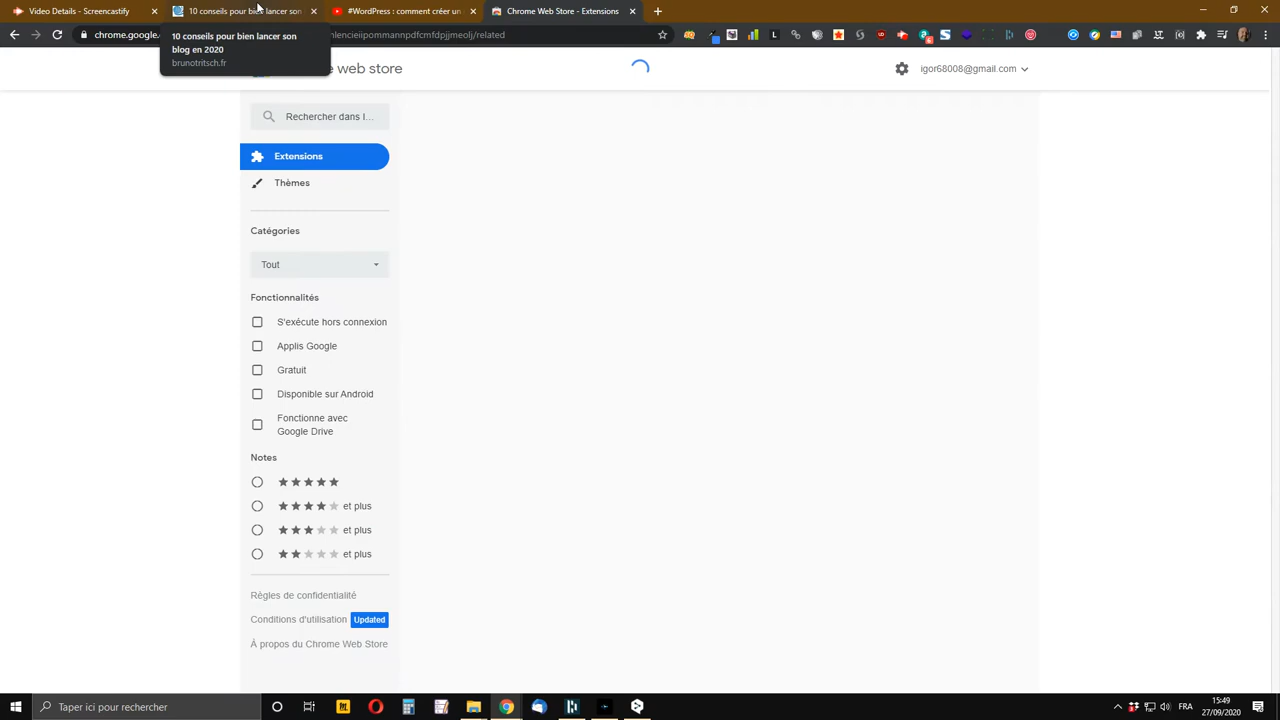 Video Details - Screencastify
10 conseils pour bien lancer son
#WordPress : comment créer un
Chrome Web Store - Extensions
chrome.google.
lencieiipommannpdfcmfdpjjmeolj/related
10 conseils pour bien lancer son
blog en 2020
brunotritsch.fr
me web store
igor68008@gmail.com
Rechercher dans l...
Extensions
Thèmes
Catégories
Tout
Fonctionnalités
S'exécute hors connexion
Applis Google
Gratuit
Disponible sur Android
Fonctionne avec
Google Drive
Notes
et plus
et plus
et plus
Règles de confidentialité
Conditions d'utilisation Updated
À propos du Chrome Web Store
Taper ici pour rechercher
FRA
15:49
27/09/2020